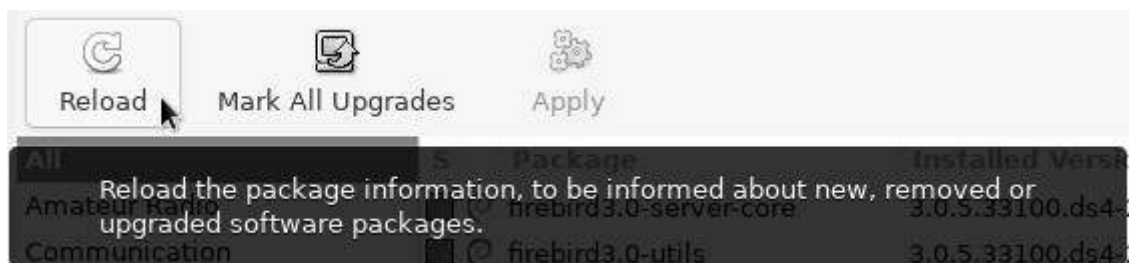 Reload Mark All Upgrades Apply
All S Package Installed Versi
Reload the package information, to be informed about new, removed or
Amateur Radio firebird3.0-server-core 3.0.5.33100.ds4-
upgraded software packages.
Communication firebird3.0-utils 3.0.5.33100.ds4-